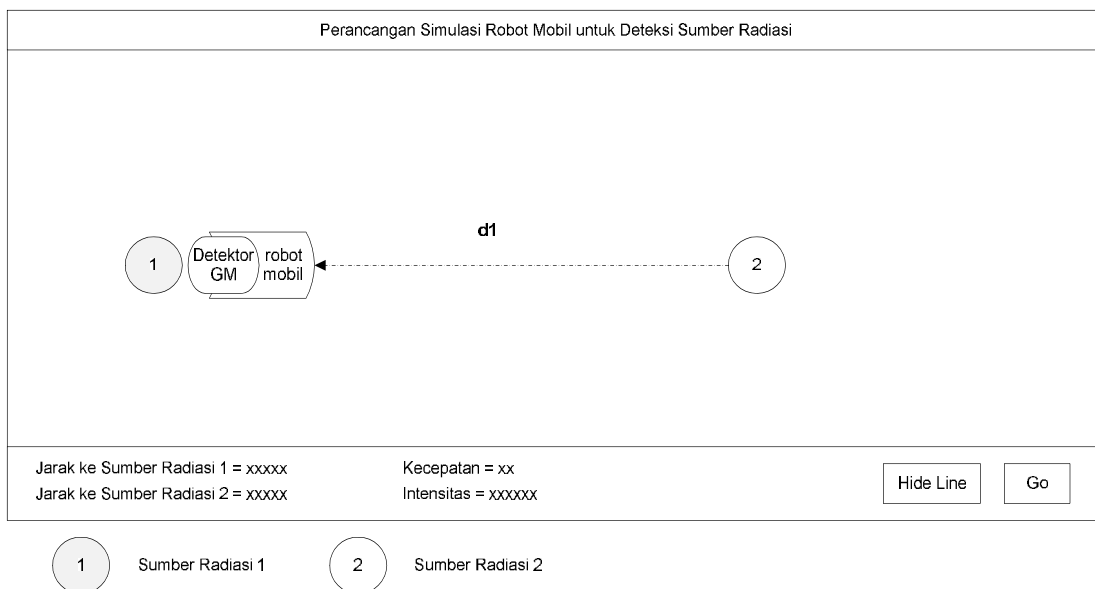 Perancangan Simulasi Robot Mobil untuk Deteksi Sumber Radiasi
d1
1
Detektor
GM
robot
mobil
2
Jarak ke Sumber Radiasi 1 = xxxxx
Jarak ke Sumber Radiasi 2 = xxxxx
Kecepatan = xx
Intensitas = xxxxxx
Hide Line
Go
1
Sumber Radiasi 1
2
Sumber Radiasi 2